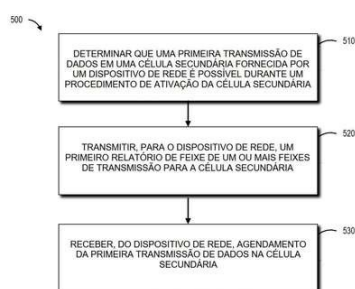 500
510
DETERMINAR QUE UMA PRIMEIRA TRANSMISSÃO DE
DADOS EM UMA CÉLULA SECUNDÁRIA FORNECIDA POR
UM DISPOSITIVO DE REDE É POSSÍVEL DURANTE UM
PROCEDIMENTO DE ATIVAÇÃO DA CÉLULA SECUNDÁRIA
520
TRANSMITIR, PARA O DISPOSITIVO DE REDE, UM
PRIMEIRO RELATÓRIO DE FEIXE DE UM OU MAIS FEIXES
DE TRANSMISSÃO PARA A CÉLULA SECUNDÁRIA
530
RECEBER, DO DISPOSITIVO DE REDE, AGENDAMENTO
DA PRIMEIRA TRANSMISSÃO DE DADOS NA CÉLULA
SECUNDÁRIA